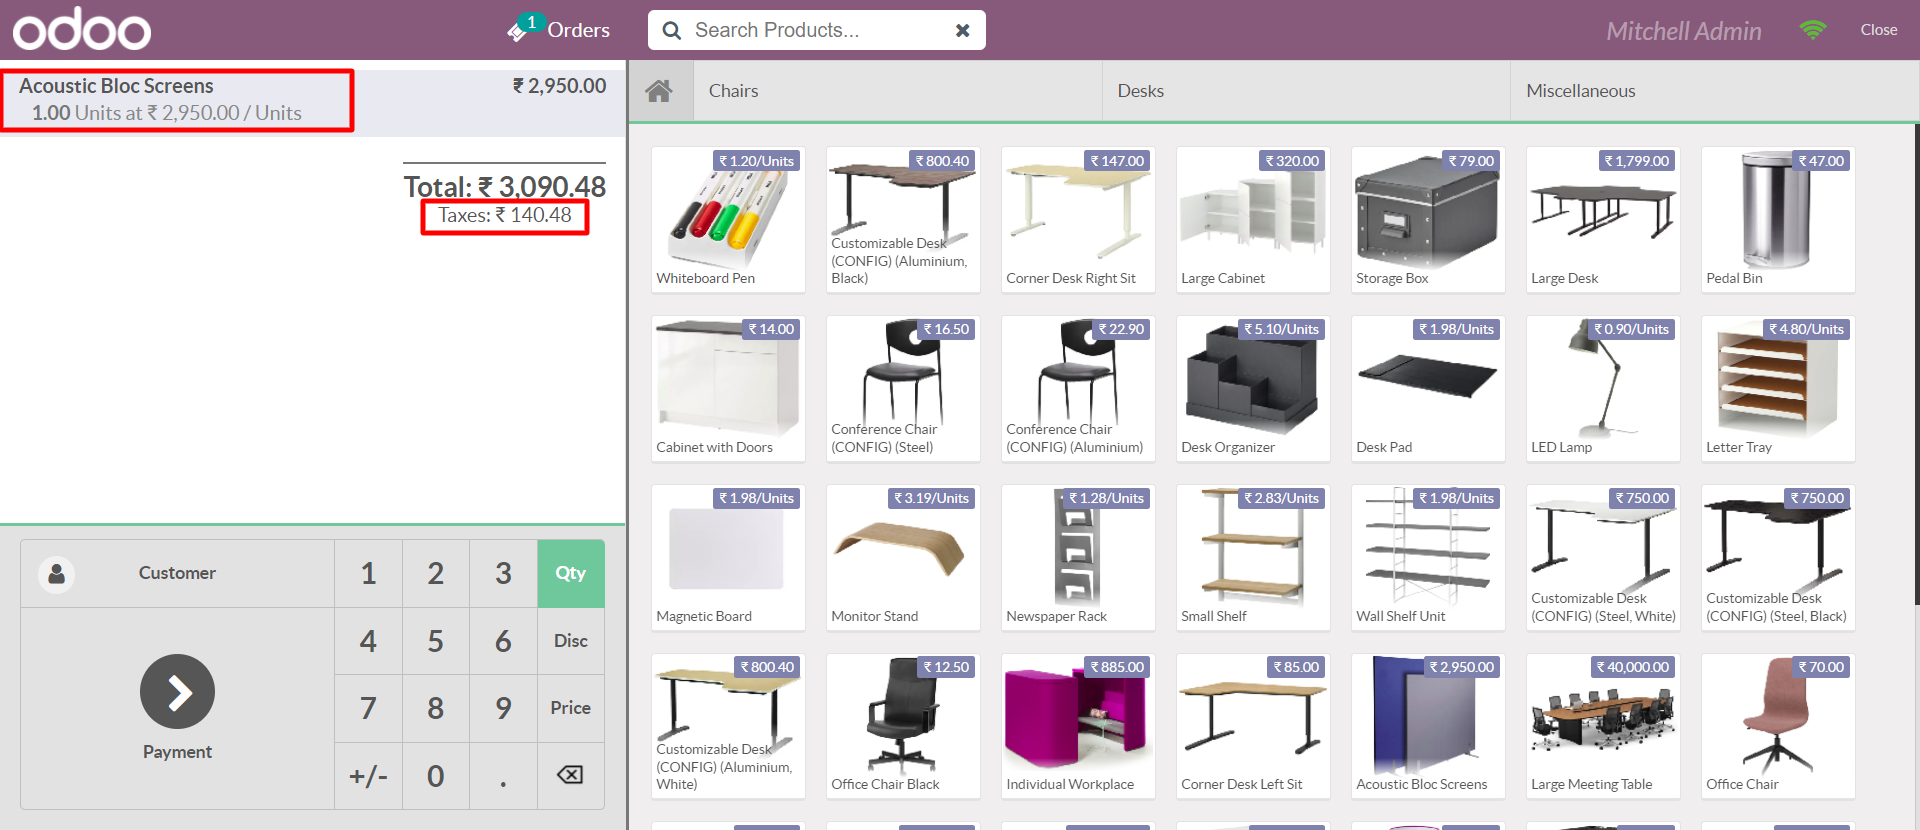 odoo
1
Orders
Search Products...
Mitchell Admin
Close
Acoustic Bloc Screens
₹ 2,950.00
1.00 Units at ₹ 2,950.00 / Units
Total: ₹ 3,090.48
Taxes: ₹ 140.48
Customer
Payment
1
2
3
Qty
4
5
6
Disc
7
8
9
Price
+/-
0
.
Chairs
Desks
Miscellaneous
₹ 1.20/Units
Whiteboard Pen
₹ 800.40
Customizable Desk
(CONFIG) (Aluminium,
Black)
₹ 147.00
Corner Desk Right Sit
₹ 320.00
Large Cabinet
₹ 79.00
Storage Box
₹ 1,799.00
Large Desk
₹ 47.00
Pedal Bin
₹ 14.00
Cabinet with Doors
₹ 16.50
Conference Chair
(CONFIG) (Steel)
₹ 22.90
Conference Chair
(CONFIG) (Aluminium)
₹ 5.10/Units
Desk Organizer
₹ 1.98/Units
Desk Pad
₹ 0.90/Units
LED Lamp
₹ 4.80/Units
Letter Tray
₹ 1.98/Units
Magnetic Board
₹ 3.19/Units
Monitor Stand
₹ 1.28/Units
Newspaper Rack
₹ 2.83/Units
Small Shelf
₹ 1.98/Units
Wall Shelf Unit
₹ 750.00
Customizable Desk
(CONFIG) (Steel, White)
₹ 750.00
Customizable Desk
(CONFIG) (Steel, Black)
₹ 800.40
Customizable Desk
(CONFIG) (Aluminium,
White)
₹ 12.50
Office Chair Black
₹ 885.00
Individual Workplace
₹ 85.00
Corner Desk Left Sit
₹ 2,950.00
Acoustic Bloc Screens
₹ 40,000.00
Large Meeting Table
₹ 70.00
Office Chair